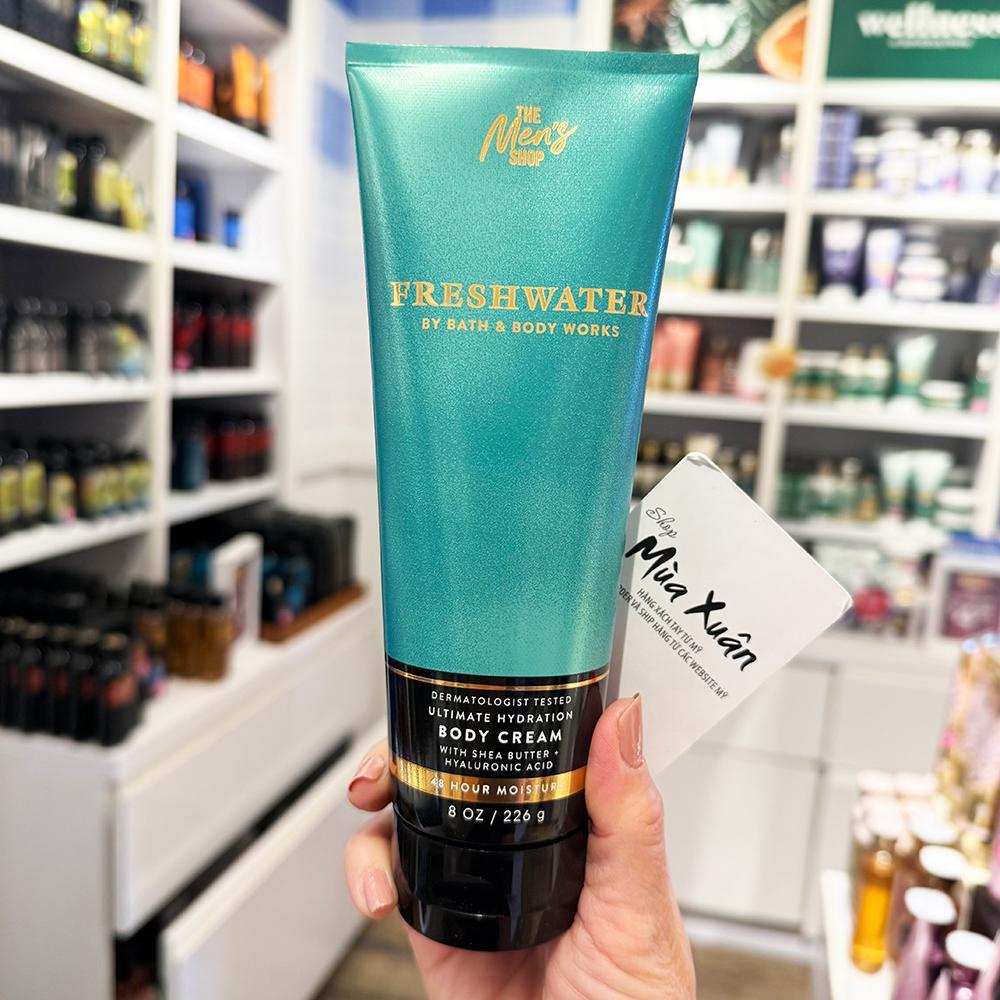 wellness
THE
Men's
SHOP
FRESHWATER
BY BATH & BODY WORKS
DERMATOLOGIST TESTED
ULTIMATE HYDRATION
BODY CREAM
WITH SHEA BUTTER +
HYALURONIC ACID
48 HOUR MOISTURE
8 OZ / 226 g
Shop
Mùa Xuân
HÀNG XÁCH TAY TỪ MỸ
VÀ SHIP HÀNG TỪ CÁC WEBSITE MỸ